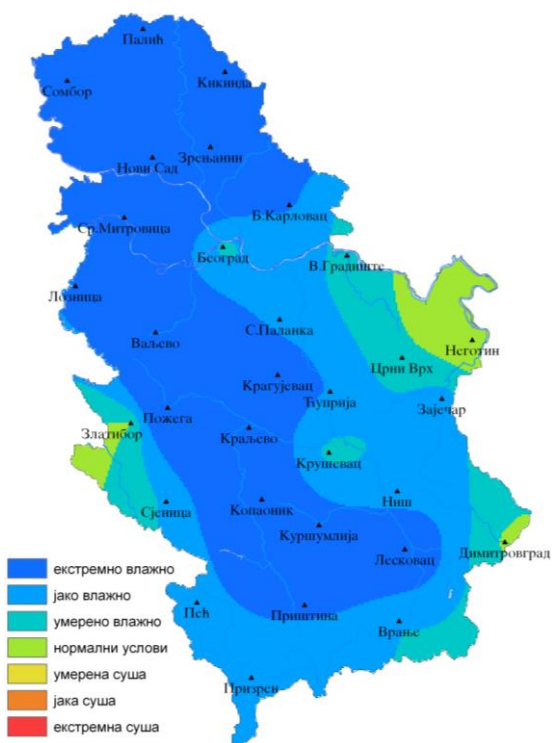 Палић
Кикинда
Сомбор
Зрењанин
Нови Сад
Б.Карловац
Ср.Митровица
Београд
В.Градиште
Лозница
С.Паланка
Ваљево
Неготин
Црни Врх
Крагујевац
Ћуприја
Зајечар
Пожега
Златибор
Краљево
Крушевац
Ниш
Сјеница
Копаоник
Куршумлија
Лесковац
Димитровград
Пећ
Приштина
Врање
Призрен
екстремно влажно
јако влажно
умерено влажно
нормални услови
умерена суша
јака суша
екстремна суша